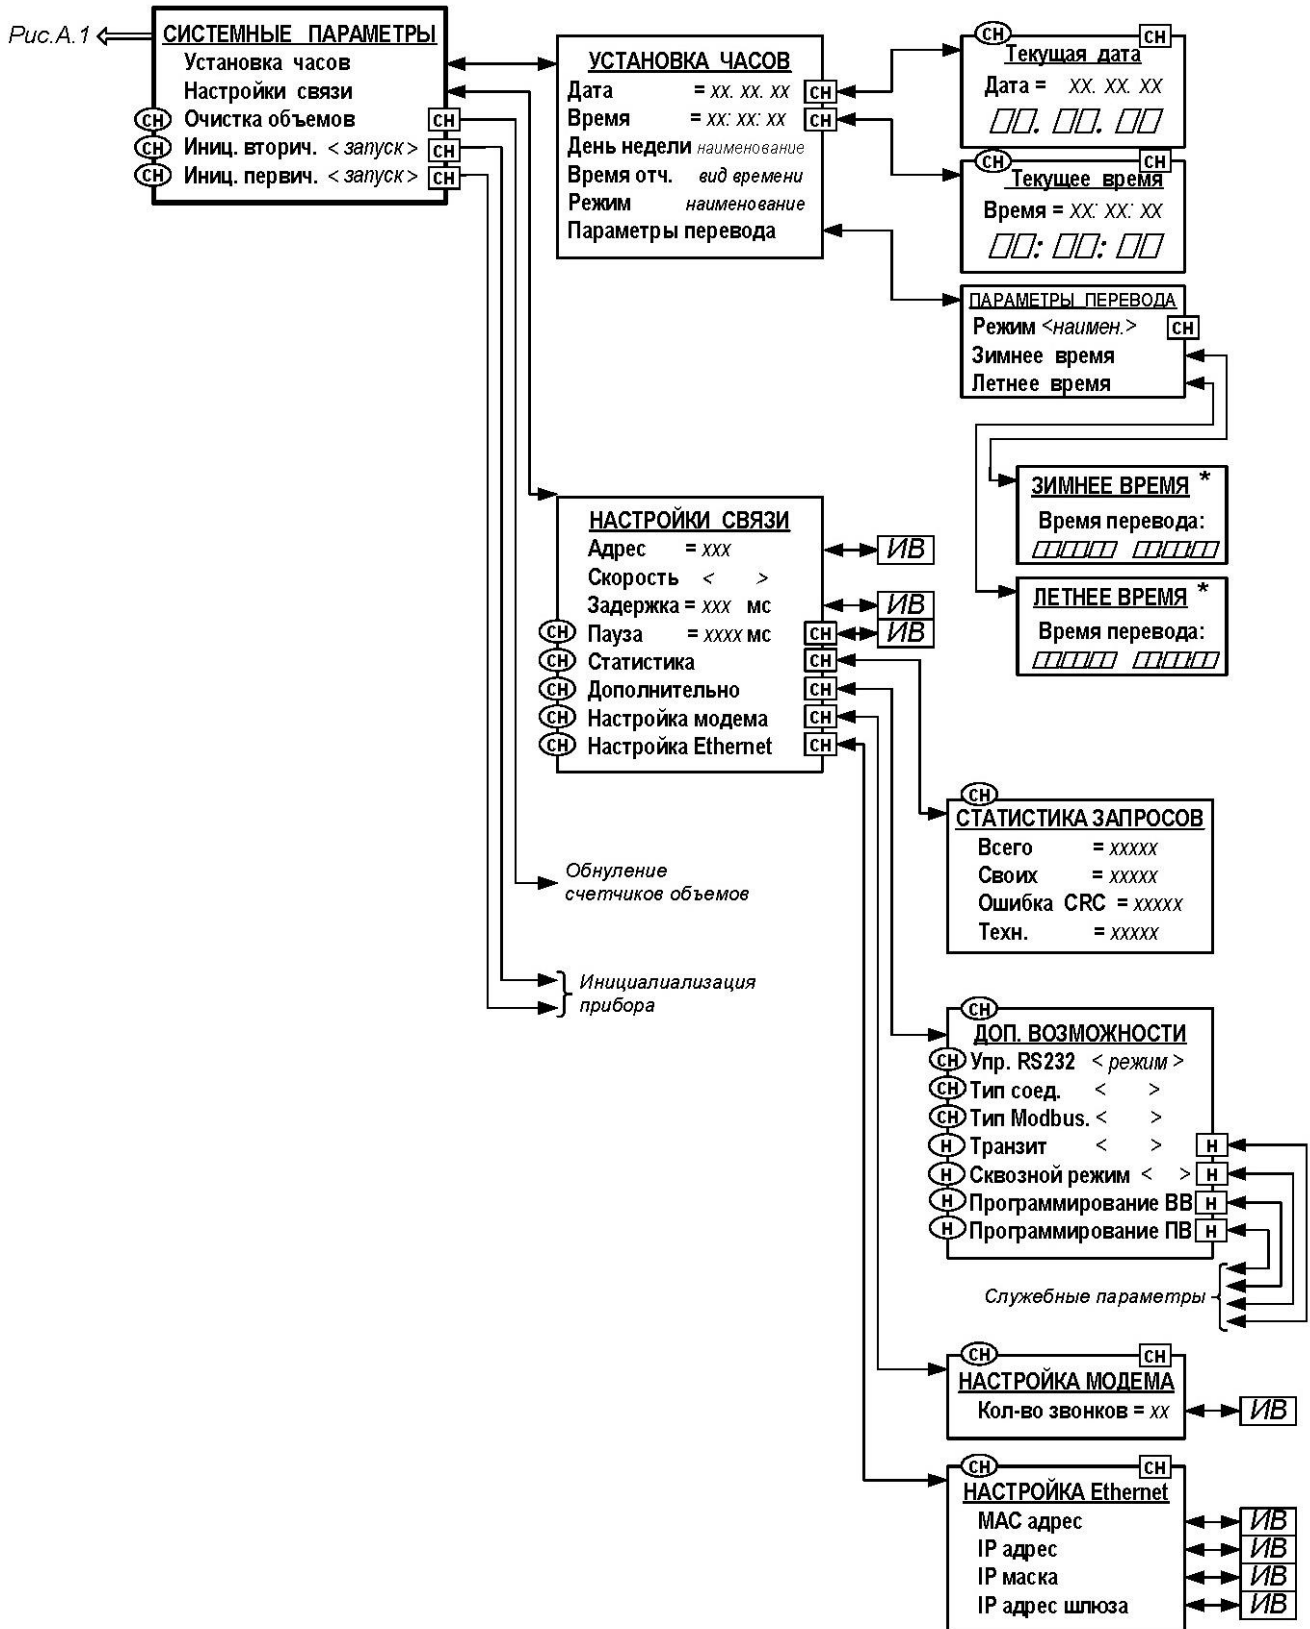 Рис.А.1
СИСТЕМНЫЕ ПАРАМЕТРЫ
Установка часов
Настройки связи
СН Очистка объемов СН
СН Иниц. вторич. < запуск > СН
СН Иниц. первич. < запуск > СН
УСТАНОВКА ЧАСОВ
Дата = xx. xx. xx СН
Время = xx: xx: xx СН
День недели наименование
Время отч. вид времени
Режим наименование
Параметры перевода
СН СН
Текущая дата
Дата = xx. xx. xx
00. 00. 00
СН СН
Текущее время
Время = xx: xx: xx
00: 00: 00
ПАРАМЕТРЫ ПЕРЕВОДА
Режим <наимен.> СН
Зимнее время
Летнее время
ЗИМНЕЕ ВРЕМЯ *
Время перевода:
ЛЕТНЕЕ ВРЕМЯ *
Время перевода:
НАСТРОЙКИ СВЯЗИ
Адрес = xxx ИВ
Скорость < >
Задержка = xxx мс ИВ
СН Пауза = xxxx мс СН ИВ
СН Статистика СН
СН Дополнительно СН
СН Настройка модема СН
СН Настройка Ethernet СН
Обнуление
счетчиков объемов
Инициалиализация
прибора
СН
СТАТИСТИКА ЗАПРОСОВ
Всего = xxxxx
Своих = xxxxx
Ошибка CRC = xxxxx
Техн. = xxxxx
СН
ДОП. ВОЗМОЖНОСТИ
СН Упр. RS232 < режим >
СН Тип соед. < >
СН Тип Modbus. < >
Н Транзит < > Н
Н Сквозной режим < > Н
Н Программирование ВВ Н
Н Программирование ПВ Н
Служебные параметры
СН СН
НАСТРОЙКА МОДЕМА
Кол-во звонков = xx ИВ
СН СН
НАСТРОЙКА Ethernet
МАС адрес ИВ
IP адрес ИВ
IP маска ИВ
IP адрес шлюза ИВ